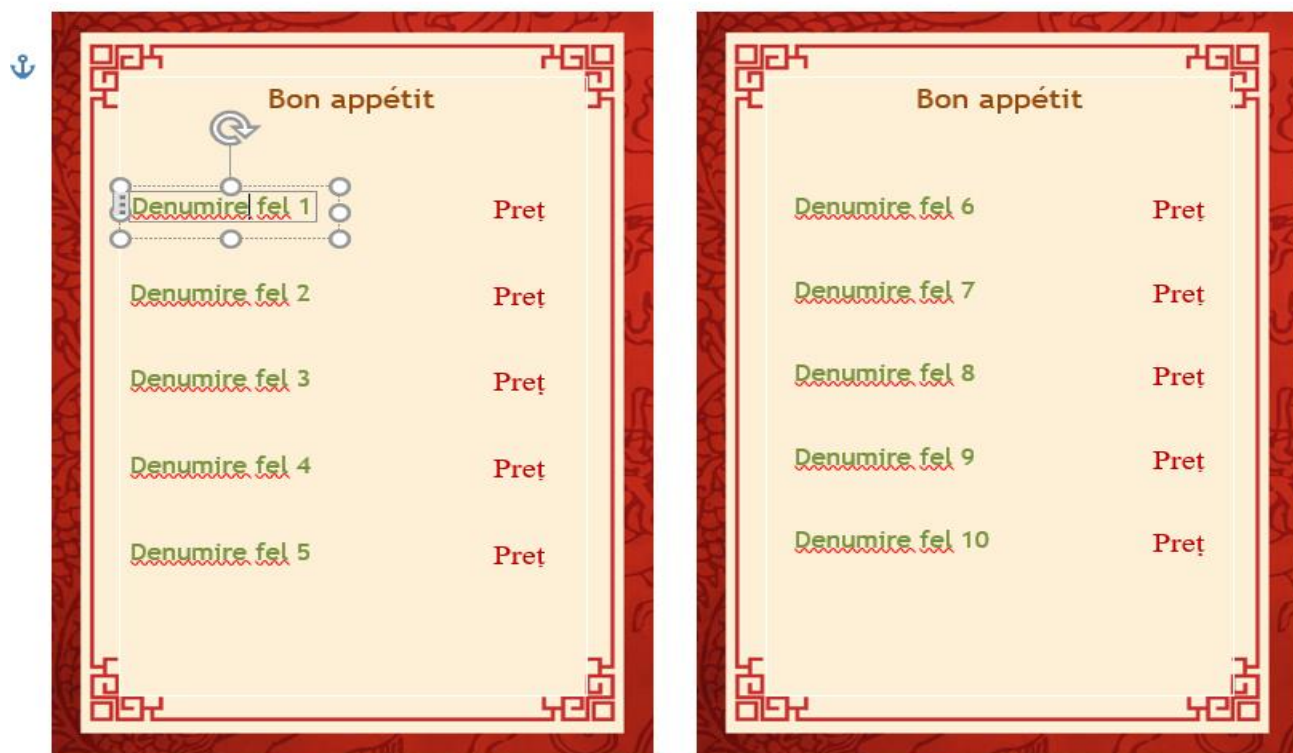 Bon appétit
Denumire fel 1 Preț
Denumire fel 2 Preț
Denumire fel 3 Preț
Denumire fel 4 Preț
Denumire fel 5 Preț
Bon appétit
Denumire fel 6 Preț
Denumire fel 7 Preț
Denumire fel 8 Preț
Denumire fel 9 Preț
Denumire fel 10 Preț